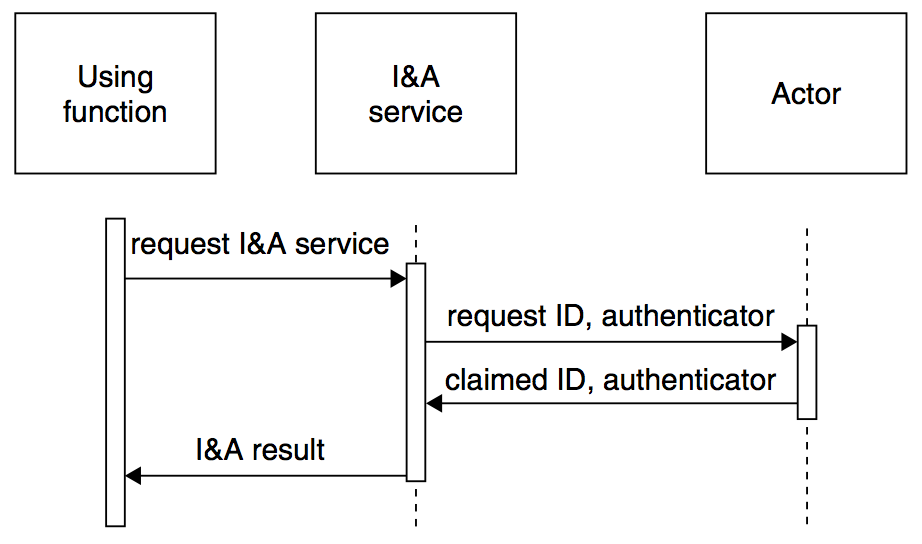 Using
function
I&A
service
Actor
request I&A service
request ID, authenticator
claimed ID, authenticator
I&A result